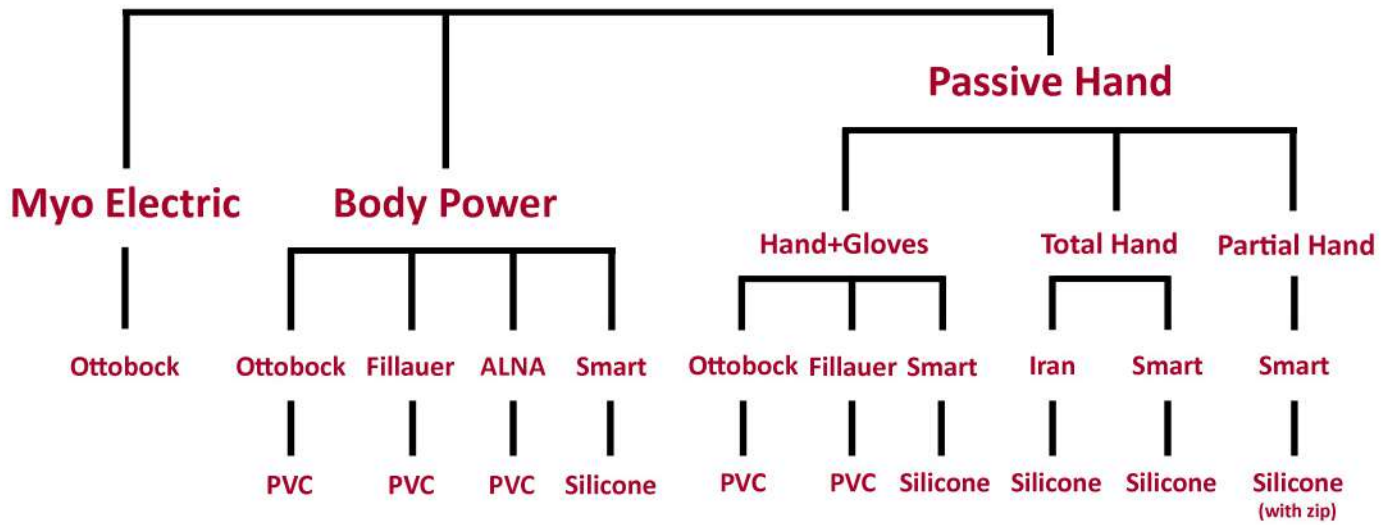 Passive Hand
Myo Electric Body Power
Hand+Gloves Total Hand Partial Hand
Ottobock Ottobock Fillauer ALNA Smart Ottobock Fillauer Smart Iran Smart Smart
PVC PVC PVC Silicone PVC PVC Silicone Silicone Silicone Silicone
(with zip)